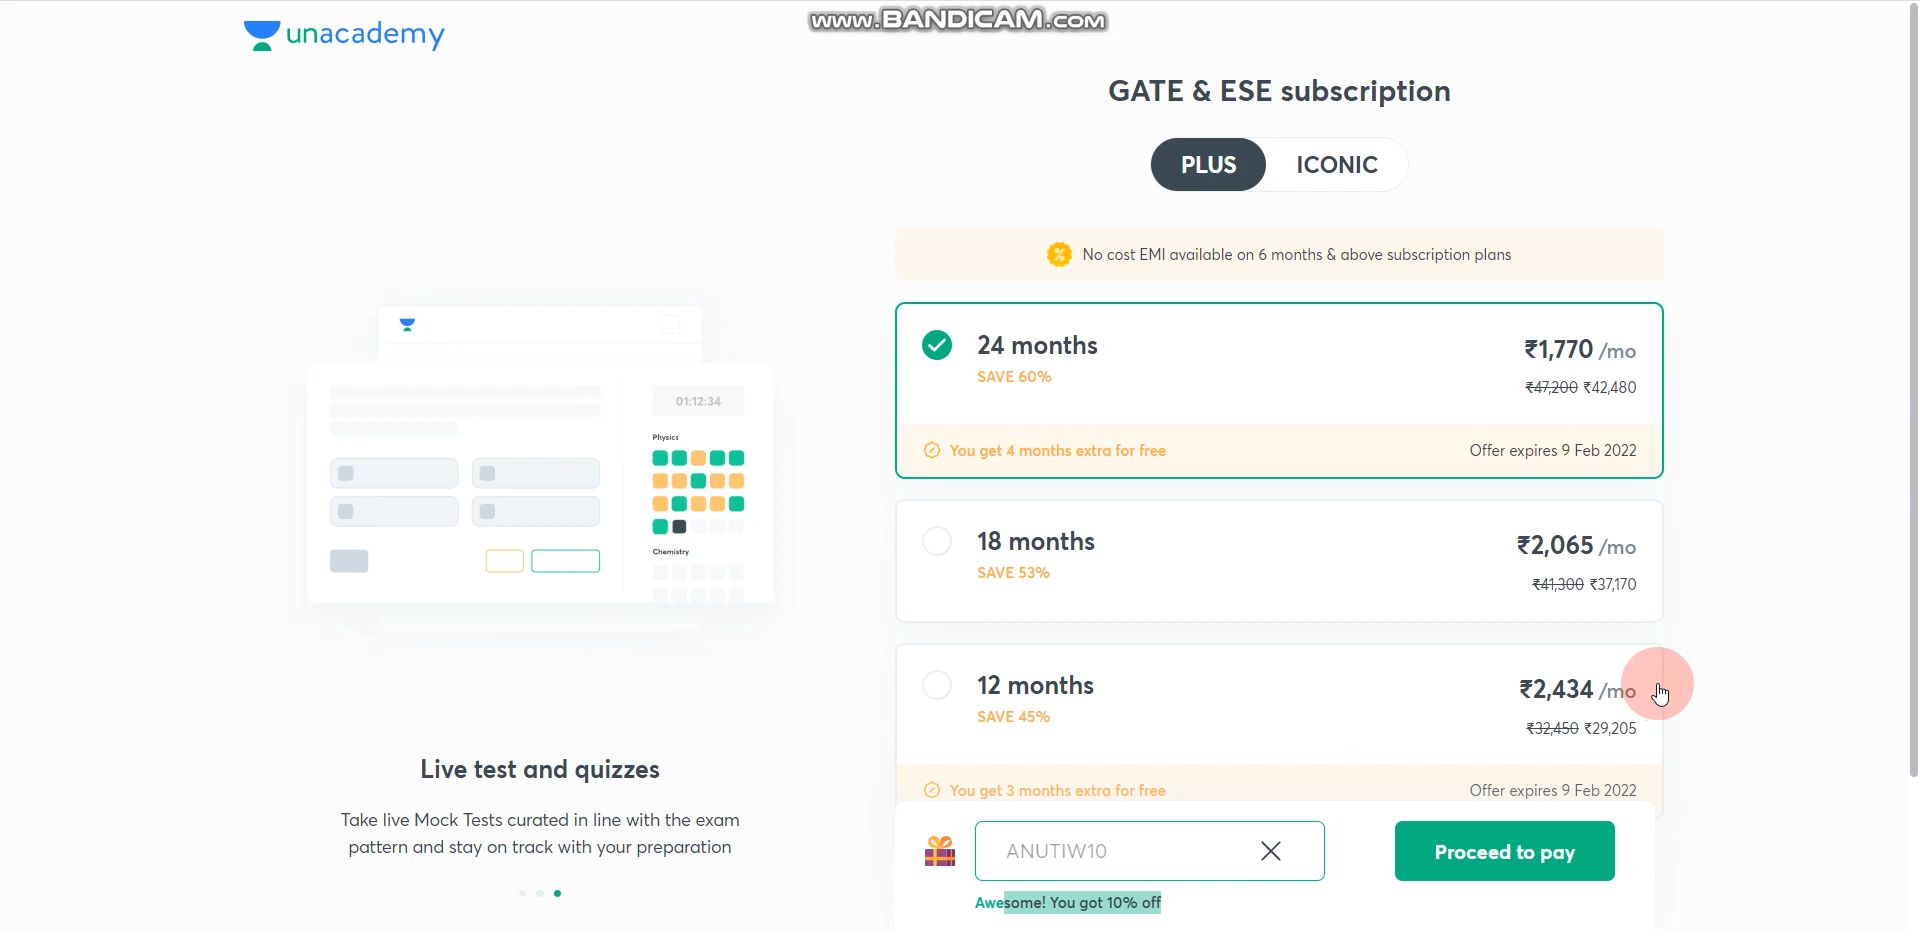 www.BANDICAM.com
unacademy
GATE & ESE subscription
PLUS ICONIC
No cost EMI available on 6 months & above subscription plans
24 months ₹1,770 /mo
SAVE 60% ₹47,200 ₹42,480
You get 4 months extra for free Offer expires 9 Feb 2022
18 months ₹2,065 /mo
SAVE 53% ₹41,300 ₹37,170
12 months ₹2,434 /mo
SAVE 45% ₹32,450 ₹29,205
You get 3 months extra for free Offer expires 9 Feb 2022
ANUTIW10 Proceed to pay
Awesome! You got 10% off
01:12:34
Physics
Chemistry
Live test and quizzes
Take live Mock Tests curated in line with the exam
pattern and stay on track with your preparation